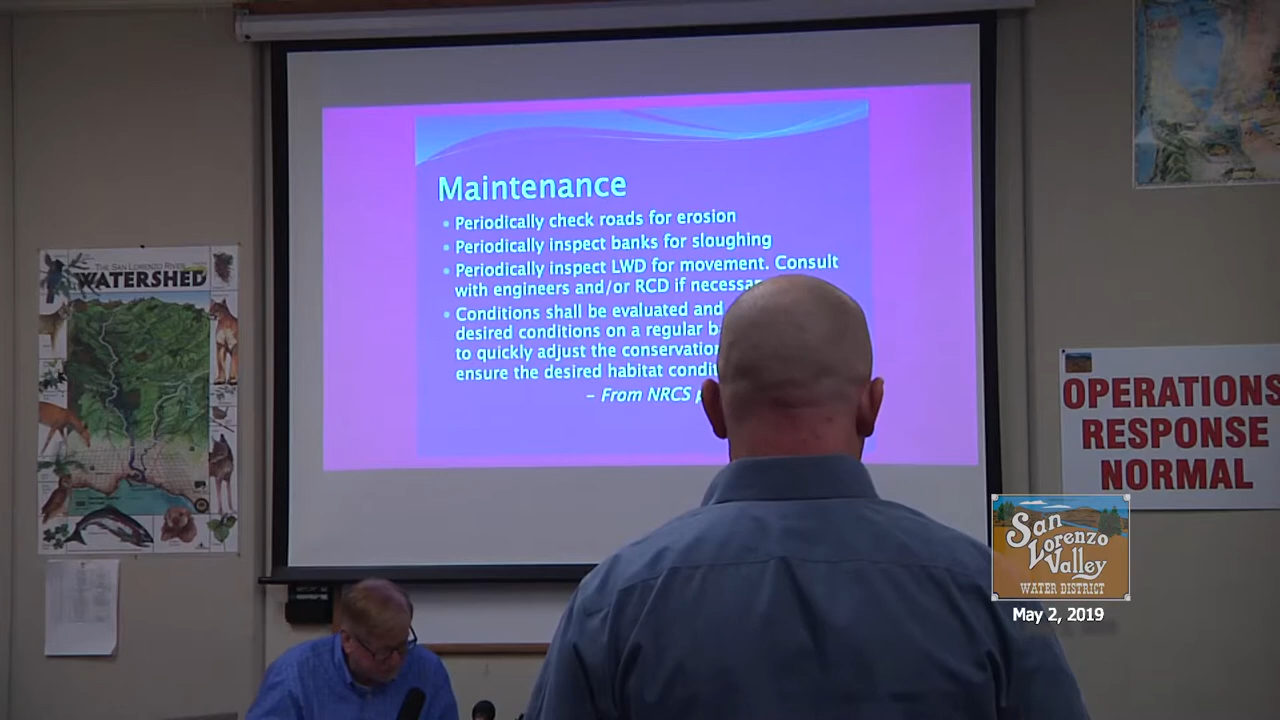 Maintenance
• Periodically check roads for erosion
• Periodically inspect banks for sloughing
• Periodically inspect LWD for movement. Consult
with engineers and/or RCD if
• Conditions shall be evaluated and
desired conditions on a regular
to quickly adjust the
ensure the desired habitat
– From NRCS
THE SAN LORENZO RIVER
WATERSHED
OPERATIONS
RESPONSE
NORMAL
San
Lorenzo
Valley
WATER DISTRICT
May 2, 2019